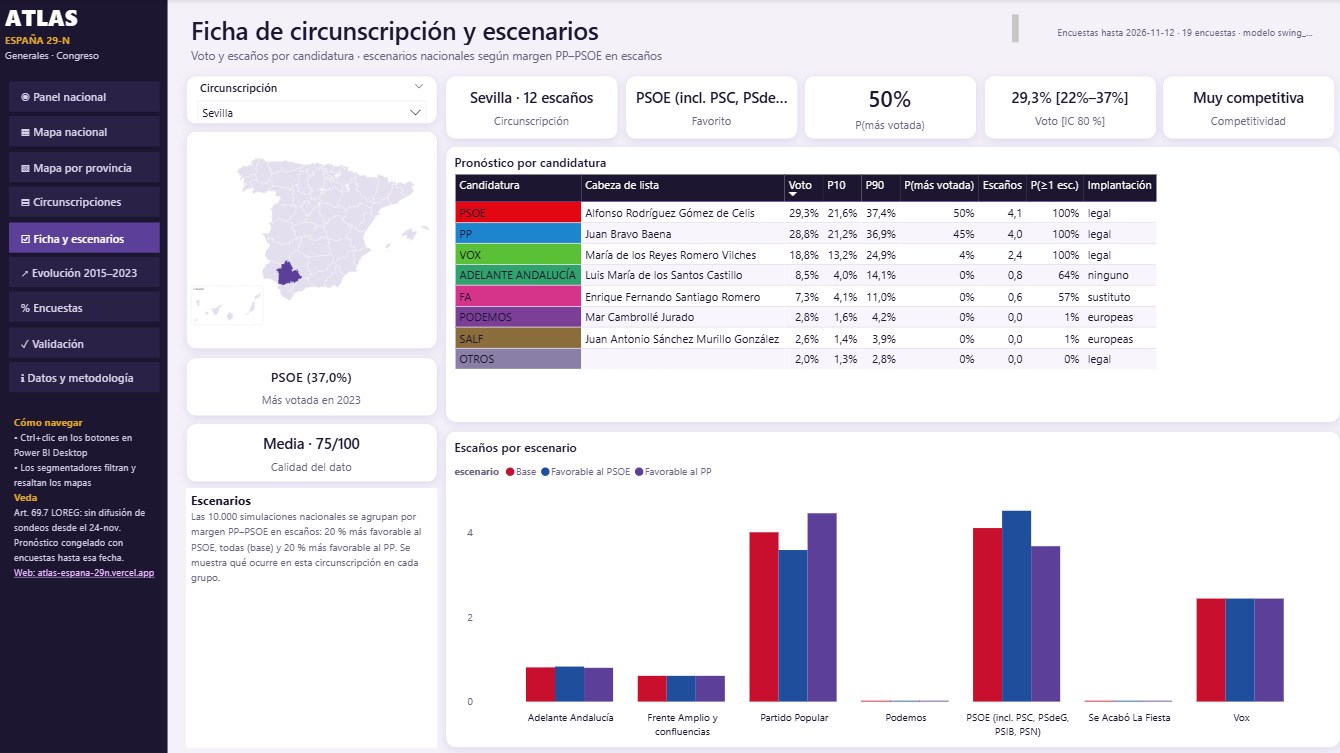 ATLAS
ESPAÑA 29-N
Generales · Congreso
◉ Panel nacional
Mapa nacional
Mapa por provincia
Circunscripciones
☑ Ficha y escenarios
↗ Evolución 2015–2023
% Encuestas
✓ Validación
ℹ Datos y metodología
Cómo navegar
• Ctrl+clic en los botones en
Power BI Desktop
• Los segmentadores filtran y
resaltan los mapas
Veda
Art. 69.7 LOREG: sin difusión de
sondeos desde el 24-nov.
Pronóstico congelado con
encuestas hasta esa fecha.
Web: atlas-espana-29n.vercel.app
Ficha de circunscripción y escenarios
Voto y escaños por candidatura · escenarios nacionales según margen PP–PSOE en escaños
Encuestas hasta 2026-11-12 · 19 encuestas · modelo swing_...
Circunscripción
Sevilla
Sevilla · 12 escaños
Circunscripción
PSOE (incl. PSC, PSde...
Favorito
50%
P(más votada)
29,3% [22%–37%]
Voto [IC 80 %]
Muy competitiva
Competitividad
PSOE (37,0%)
Más votada en 2023
Media · 75/100
Calidad del dato
Escenarios
Las 10.000 simulaciones nacionales se agrupan por
margen PP–PSOE en escaños: 20 % más favorable al
PSOE, todas (base) y 20 % más favorable al PP. Se
muestra qué ocurre en esta circunscripción en cada
grupo.
Pronóstico por candidatura
Candidatura Cabeza de lista Voto P10 P90 P(más votada) Escaños P(≥1 esc.) Implantación
PSOE Alfonso Rodríguez Gómez de Celis 29,3% 21,6% 37,4% 50% 4,1 100% legal
PP Juan Bravo Baena 28,8% 21,2% 36,9% 45% 4,0 100% legal
VOX María de los Reyes Romero Vilches 18,8% 13,2% 24,9% 4% 2,4 100% legal
ADELANTE ANDALUCÍA Luis María de los Santos Castillo 8,5% 4,0% 14,1% 0% 0,8 64% ninguno
FA Enrique Fernando Santiago Romero 7,3% 4,1% 11,0% 0% 0,6 57% sustituto
PODEMOS Mar Cambrollé Jurado 2,8% 1,6% 4,2% 0% 0,0 1% europeas
SALF Juan Antonio Sánchez Murillo González 2,6% 1,4% 3,9% 0% 0,0 1% europeas
OTROS 2,0% 1,3% 2,8% 0% 0,0 0% legal
Escaños por escenario
escenario Base Favorable al PSOE Favorable al PP
4
2
0
Adelante Andalucía
Frente Amplio y
confluencias
Partido Popular
Podemos
PSOE (incl. PSC, PSdeG,
PSIB, PSN)
Se Acabó La Fiesta
Vox